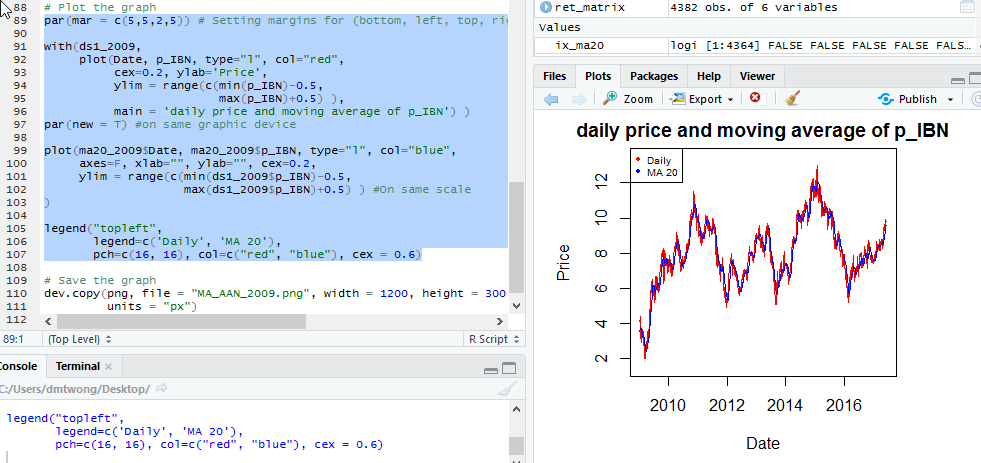 88 # Plot the graph
89 par(mar = c(5,5,2,5)) # Setting margins for (bottom, left, top,
90
91 with(ds1_2009,
92 plot(Date, p_IBN, type="l", col="red",
93 cex=0.2, ylab='Price',
94 ylim = range(c(min(p_IBN)-0.5,
95 max(p_IBN)+0.5) ),
96 main = 'daily price and moving average of p_IBN') )
97 par(new = T) #on same graphic device
98
99 plot(ma20_2009$Date, ma20_2009$p_IBN, type="l", col="blue",
100 axes=F, xlab="", ylab="", cex=0.2,
101 ylim = range(c(min(ds1_2009$p_IBN)-0.5,
102 max(ds1_2009$p_IBN)+0.5) ) #On same scale
103 )
104
105 legend("topleft",
106 legend=c('Daily', 'MA 20'),
107 pch=c(16, 16), col=c("red", "blue"), cex = 0.6)
108
109 # Save the graph
110 dev.copy(png, file = "MA_AAN_2009.png", width = 1200, height = 300
111 units = "px")
112
89:1 (Top Level) R Script
Console Terminal ×
C:/Users/dmtwong/Desktop/
legend("topleft",
legend=c('Daily', 'MA 20'),
pch=c(16, 16), col=c("red", "blue"), cex = 0.6)
ret_matrix 4382 obs. of 6 variables
Values
ix_ma20 logi [1:4364] FALSE FALSE FALSE FALSE FALS…
Files Plots Packages Help Viewer
Zoom Export Publish
daily price and moving average of p_IBN
Daily
MA 20
12
10
8
6
4
2
Price
2010 2012 2014 2016
Date